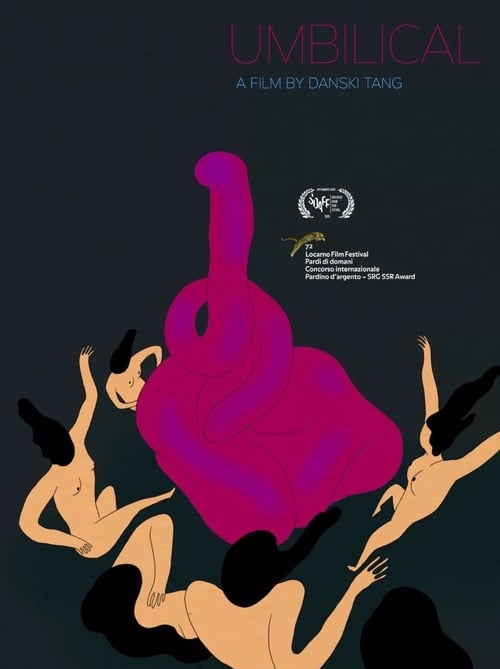 UMBILICAL
A FILM BY DANSKI TANG
72
Locarno Film Festival
Pardi di domani
Concorso internazionale
Pardino d'argento – SRG SSR Award